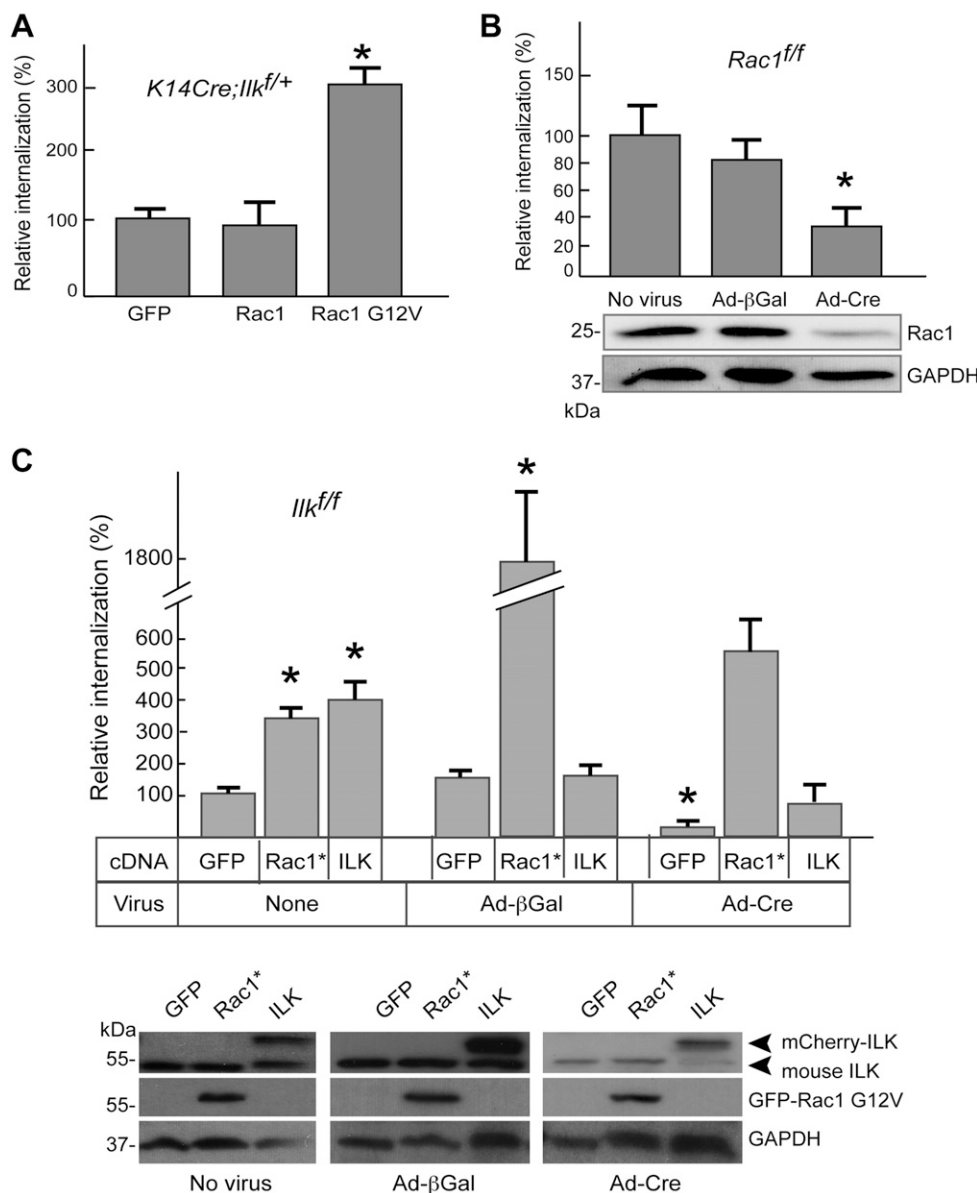 A
Relative internalization (%)
K14Cre;Ilk^f/+
*
300
200
100
0
GFP Rac1 Rac1 G12V
B
Relative internalization (%)
Rac1^f/f
150
100
80
60
40
20
0
*
No virus Ad-βGal Ad-Cre
25- Rac1
37- GAPDH
kDa
C
Relative internalization (%)
Ilk^f/f
1800
600
500
400
300
200
100
* * * *
cDNA GFP Rac1* ILK GFP Rac1* ILK GFP Rac1* ILK
Virus None Ad-βGal Ad-Cre
GFP Rac1* ILK GFP Rac1* ILK GFP Rac1* ILK
kDa
mCherry-ILK
55- mouse ILK
55- GFP-Rac1 G12V
37- GAPDH
No virus Ad-βGal Ad-Cre